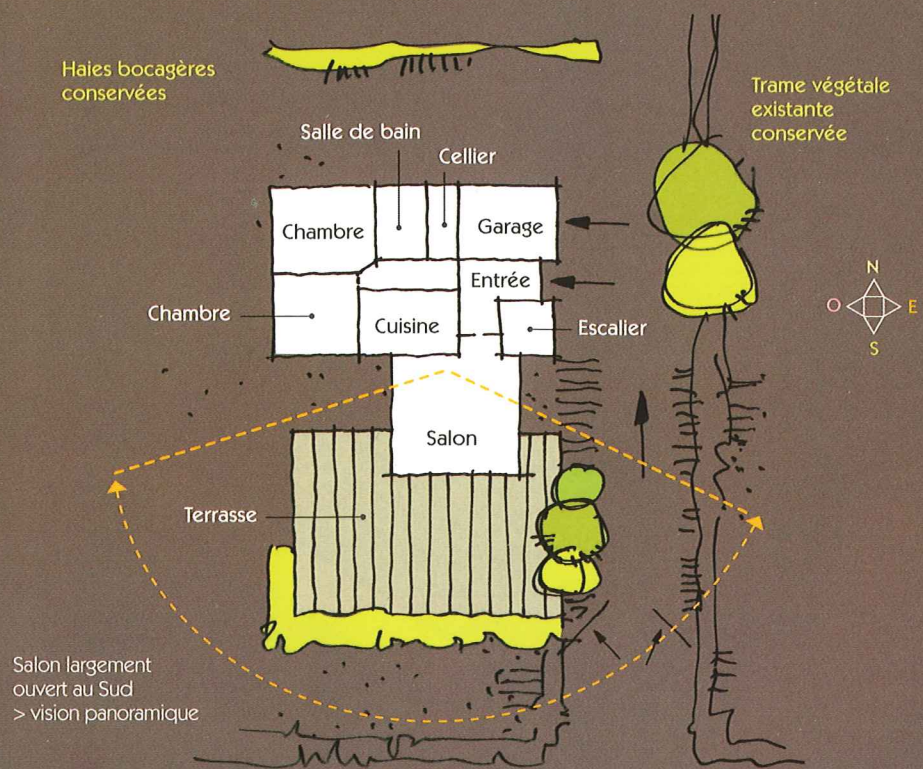 Haies bocagères
conservées
Trame végétale
existante
conservée
Salle de bain
Cellier
Chambre
Garage
Entrée
Chambre
Cuisine
Escalier
N
O
E
S
Salon
Terrasse
Salon largement
ouvert au Sud
> vision panoramique